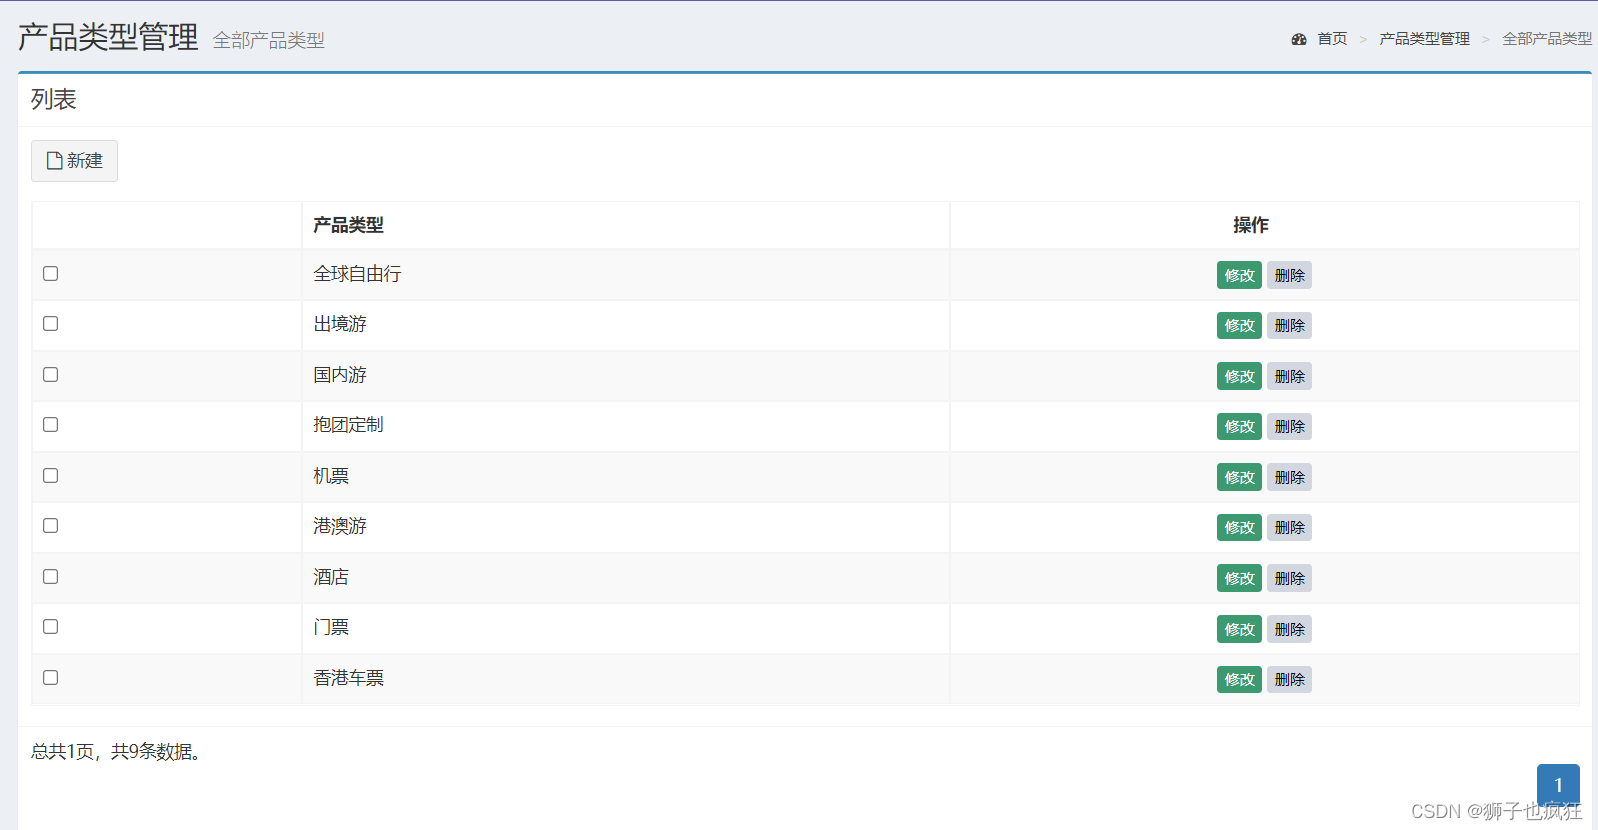 产品类型管理 全部产品类型
首页 > 产品类型管理 > 全部产品类型
列表
新建
产品类型 操作
全球自由行 修改 删除
出境游 修改 删除
国内游 修改 删除
抱团定制 修改 删除
机票 修改 删除
港澳游 修改 删除
酒店 修改 删除
门票 修改 删除
香港车票 修改 删除
总共1页，共9条数据。
1
CSDN @狮子也疯狂